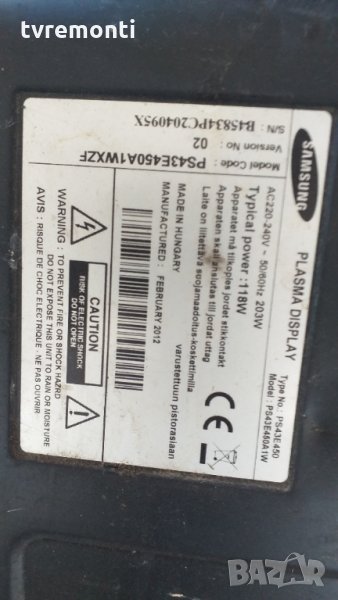 tvremonti
SAMSUNG
PLASMA DISPLAY
Type No : PS43E450
Model : PS43E450A1W
AC220-240V ~ 50/60Hz 203W
Typical power :118W
Apparatet må tilkoples jordet stikkontakt
Apparaten skall anslutas till jordat uttag
Laite on liitettävä suojamaadoitus-koskettimilla
varustettuun pistorasiaan
Model Code : PS43E450A1WXZF
Version No : 02
S/N : B45834PC204095X
MADE IN HUNGARY
MANUFACTURED : FEBRUARY 2012
CAUTION
RISK OF ELECTRIC SHOCK
DO NOT OPEN
WARNING : TO PREVENT FIRE OR SHOCK HAZRD
DO NOT EXPOSE THIS UNIT TO RAIN OR MOISTURE
AVIS : RISQUE DE CHOC ELECTRIQUE : NE PAS OUVRIR
BAZAR